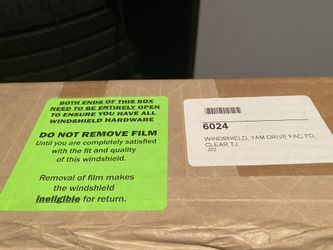 BOTH ENDS OF THIS BOX
NEED TO BE ENTIRELY OPEN
TO ENSURE YOU HAVE ALL
WINDSHIELD HARDWARE
DO NOT REMOVE FILM
Until you are completely satisfied
with the fit and quality
of this windshield.
Removal of film makes
the windshield
ineligible for return.
6024
WINDSHIELD, YAM DRIVE FAC, FD,
CLEAR TJ